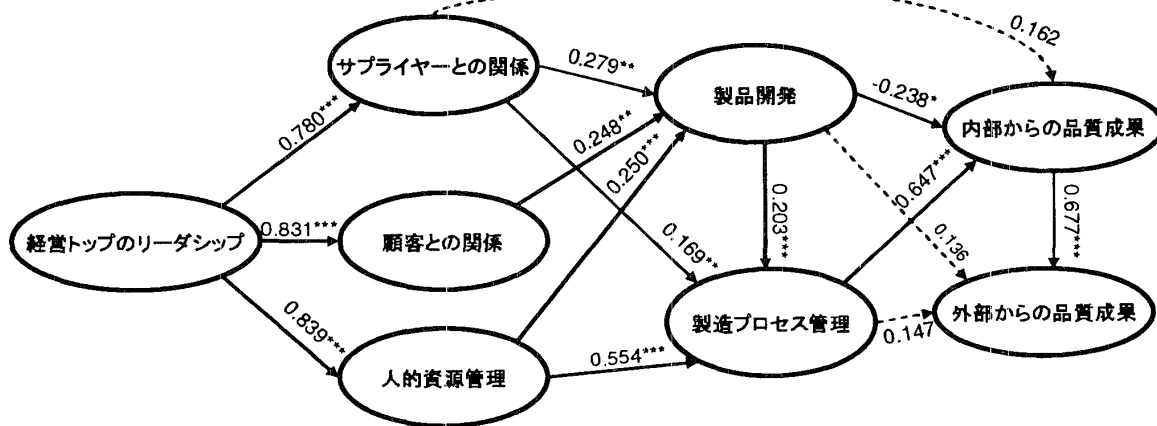 0.162
サプライヤーとの関係
0.279**
製品開発
-0.238*
内部からの品質成果
0.780***
0.248**
0.250***
0.647***
経営トップのリーダシップ
0.831***
顧客との関係
0.169**
0.203***
0.136
0.677***
0.839***
製造プロセス管理
0.147
外部からの品質成果
人的資源管理
0.554***